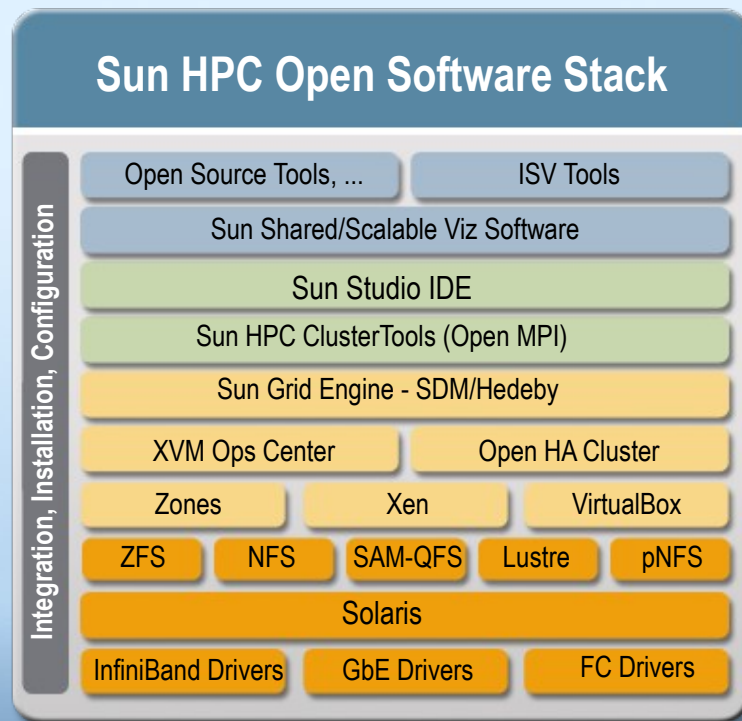 Sun HPC Open Software Stack
Integration, Installation, Configuration
Open Source Tools, ...
ISV Tools
Sun Shared/Scalable Viz Software
Sun Studio IDE
Sun HPC ClusterTools (Open MPI)
Sun Grid Engine - SDM/Hedeby
XVM Ops Center
Open HA Cluster
Zones
Xen
VirtualBox
ZFS
NFS
SAM-QFS
Lustre
pNFS
Solaris
InfiniBand Drivers
GbE Drivers
FC Drivers